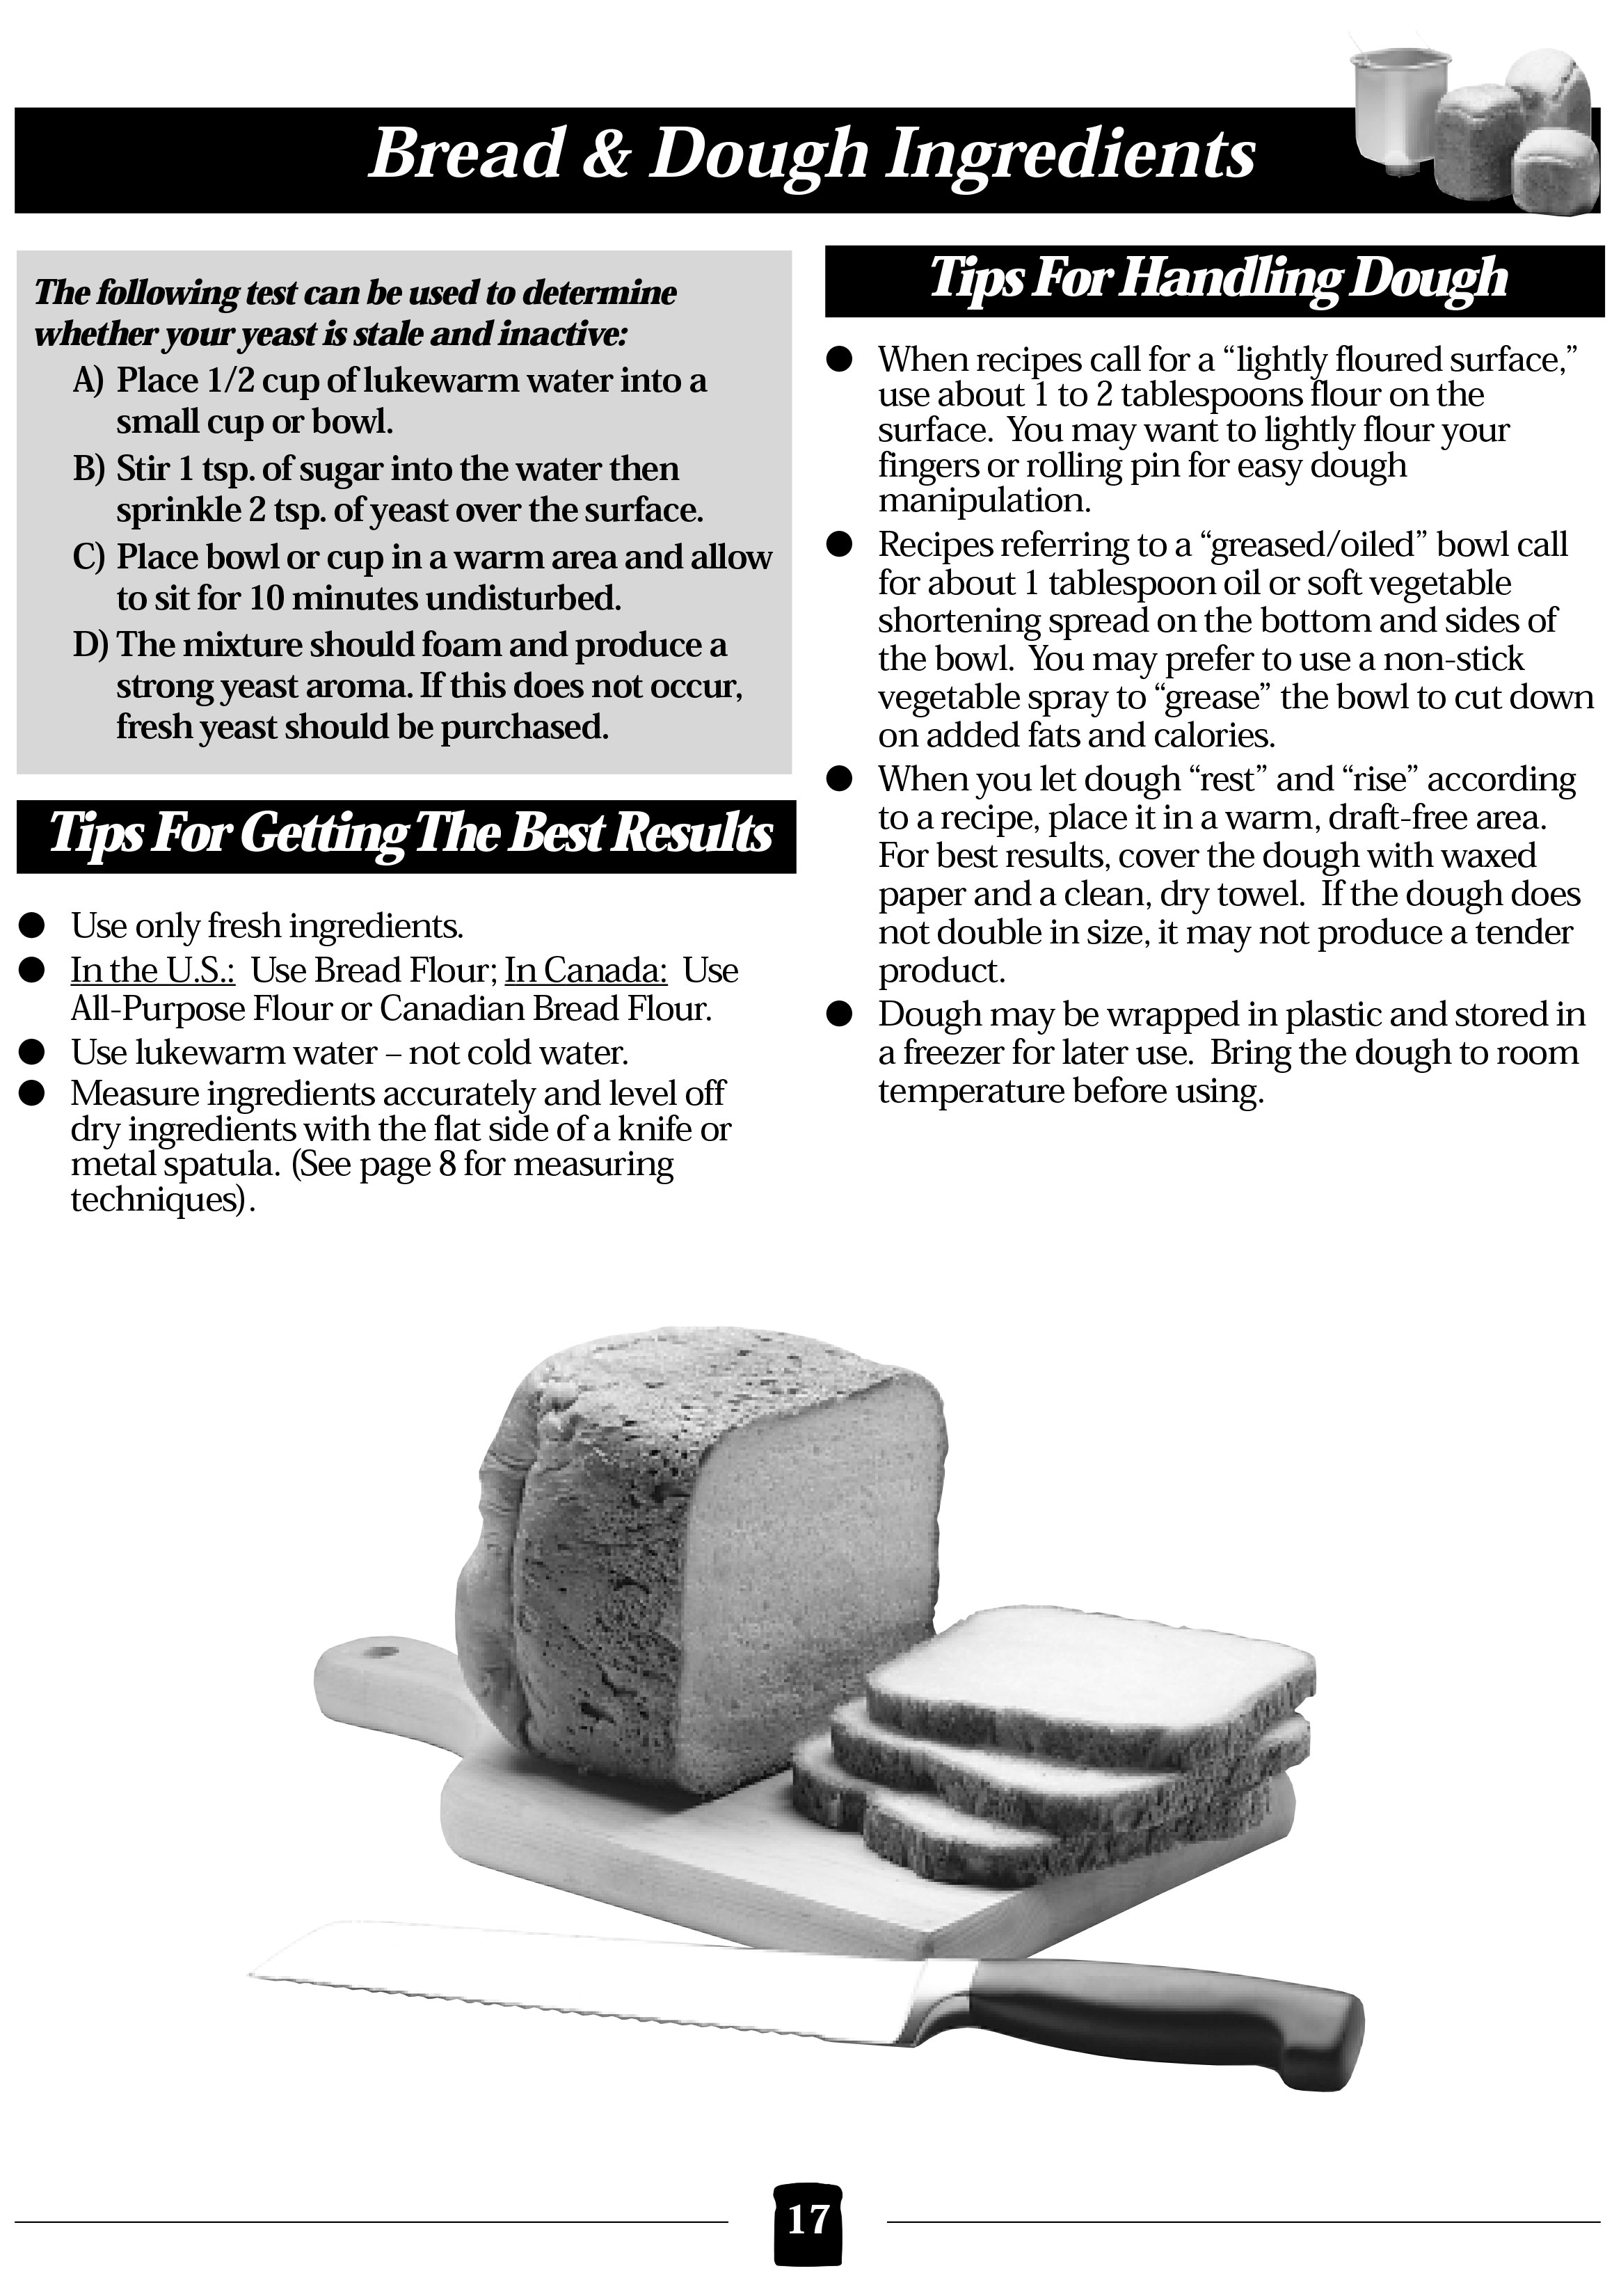 Bread & Dough Ingredients
The following test can be used to determine
whether your yeast is stale and inactive:
A) Place 1/2 cup of lukewarm water into a
small cup or bowl.
B) Stir 1 tsp. of sugar into the water then
sprinkle 2 tsp. of yeast over the surface.
C) Place bowl or cup in a warm area and allow
to sit for 10 minutes undisturbed.
D) The mixture should foam and produce a
strong yeast aroma. If this does not occur,
fresh yeast should be purchased.
Tips For Getting The Best Results
● Use only fresh ingredients.
● In the U.S.: Use Bread Flour; In Canada: Use
All-Purpose Flour or Canadian Bread Flour.
● Use lukewarm water – not cold water.
● Measure ingredients accurately and level off
dry ingredients with the flat side of a knife or
metal spatula. (See page 8 for measuring
techniques).
Tips For Handling Dough
● When recipes call for a “lightly floured surface,”
use about 1 to 2 tablespoons flour on the
surface. You may want to lightly flour your
fingers or rolling pin for easy dough
manipulation.
● Recipes referring to a “greased/oiled” bowl call
for about 1 tablespoon oil or soft vegetable
shortening spread on the bottom and sides of
the bowl. You may prefer to use a non-stick
vegetable spray to “grease” the bowl to cut down
on added fats and calories.
● When you let dough “rest” and “rise” according
to a recipe, place it in a warm, draft-free area.
For best results, cover the dough with waxed
paper and a clean, dry towel. If the dough does
not double in size, it may not produce a tender
product.
● Dough may be wrapped in plastic and stored in
a freezer for later use. Bring the dough to room
temperature before using.
17